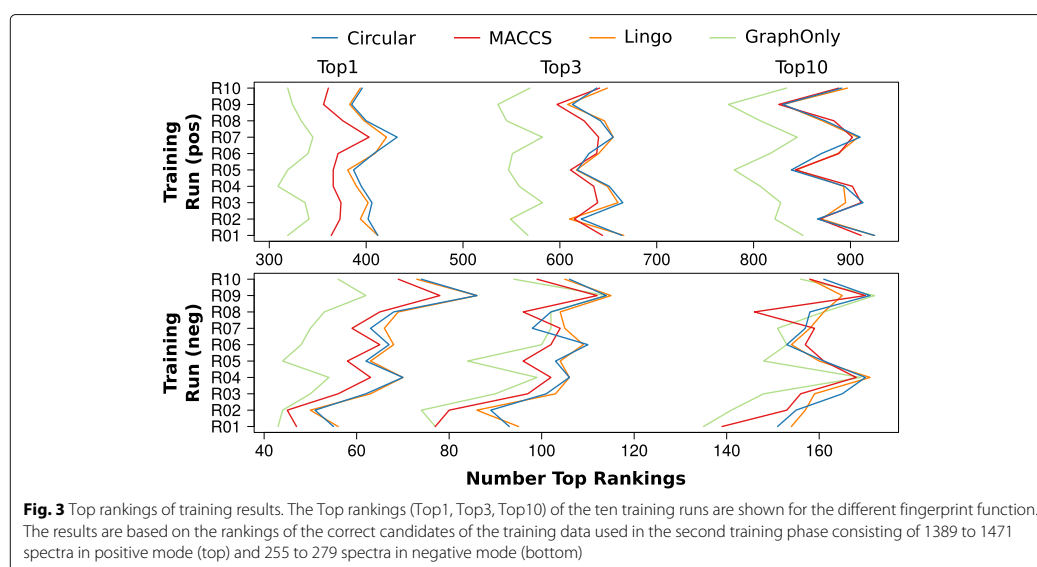 Circular MACCS Lingo GraphOnly
Top1 Top3 Top10
Training
Run (pos)
R10
R09
R08
R07
R06
R05
R04
R03
R02
R01
300 400 500 600 700 800 900
Training
Run (neg)
R10
R09
R08
R07
R06
R05
R04
R03
R02
R01
40 60 80 100 120 140 160
Number Top Rankings
Fig. 3 Top rankings of training results. The Top rankings (Top1, Top3, Top10) of the ten training runs are shown for the different fingerprint function.
The results are based on the rankings of the correct candidates of the training data used in the second training phase consisting of 1389 to 1471
spectra in positive mode (top) and 255 to 279 spectra in negative mode (bottom)